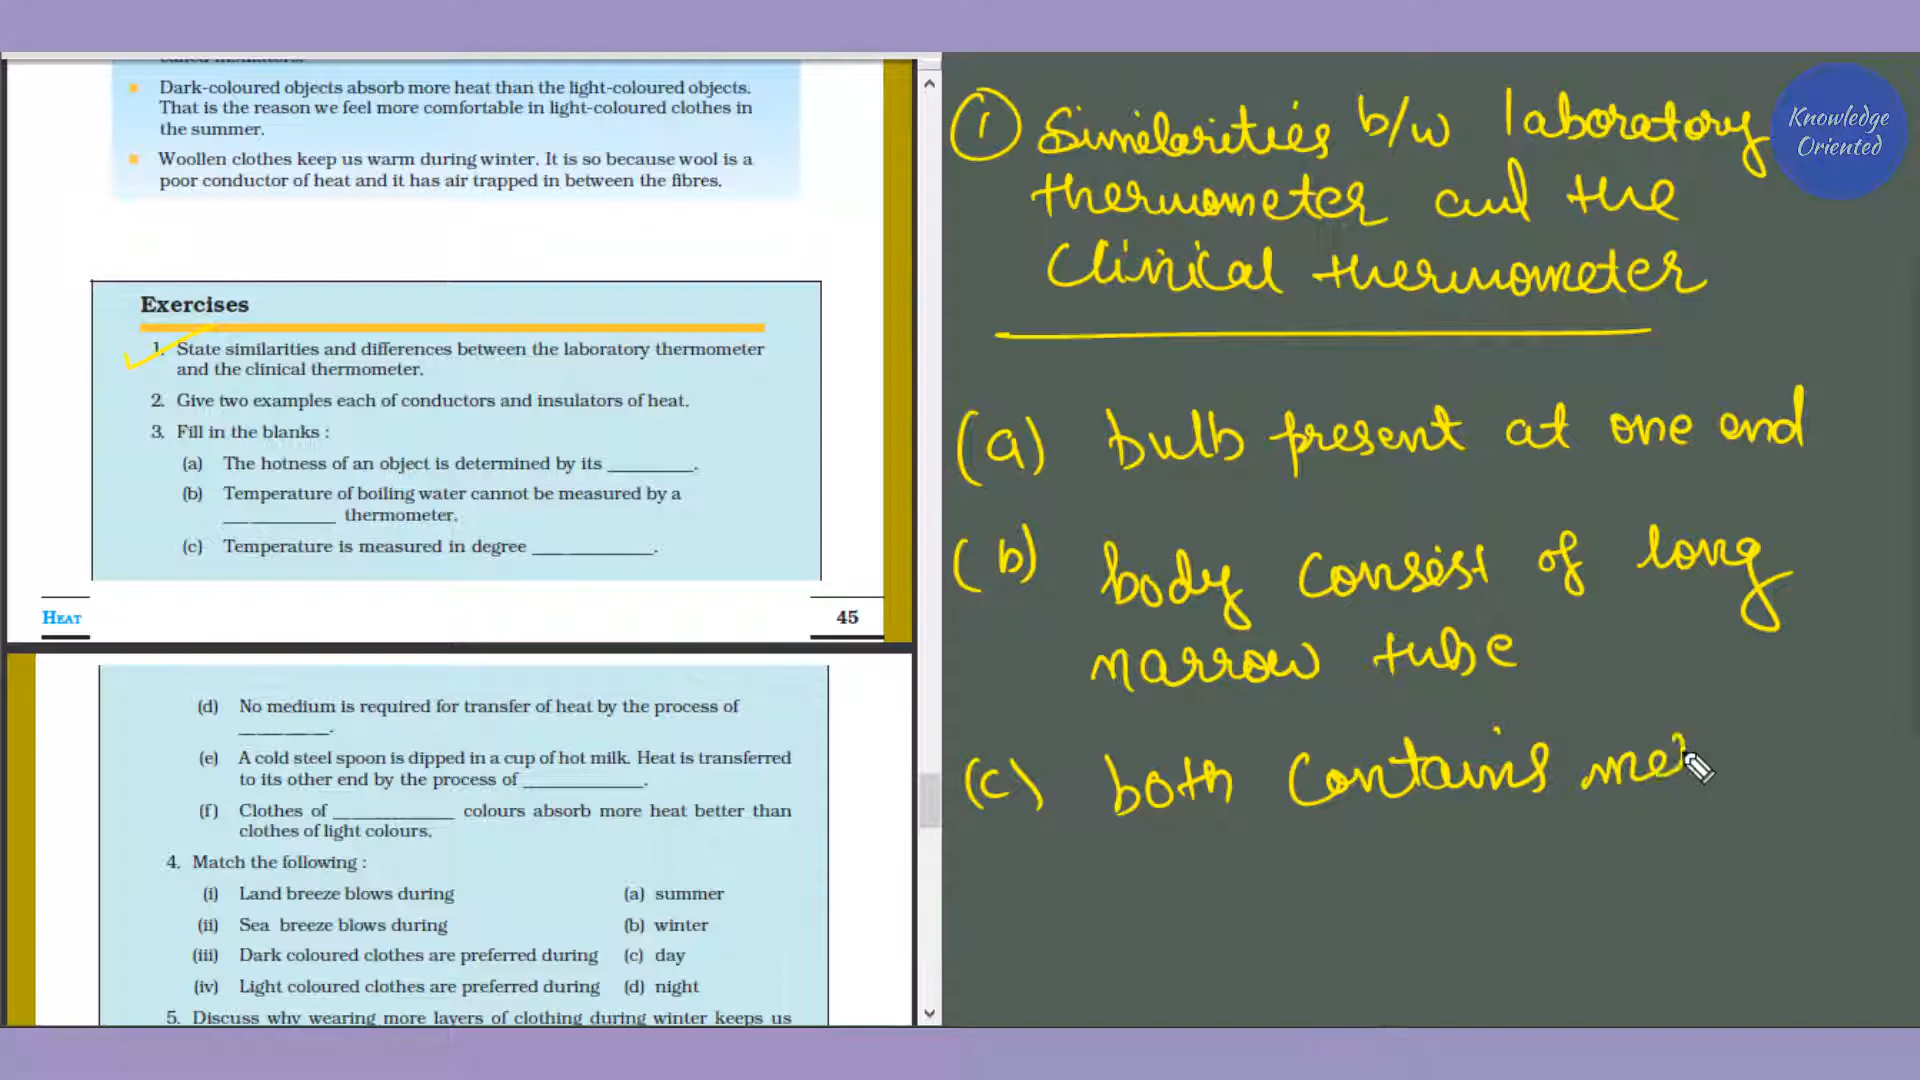 Dark-coloured objects absorb more heat than the light-coloured objects.
That is the reason we feel more comfortable in light-coloured clothes in
the summer.
Woollen clothes keep us warm during winter. It is so because wool is a
poor conductor of heat and it has air trapped in between the fibres.
Exercises
1. State similarities and differences between the laboratory thermometer
and the clinical thermometer.
2. Give two examples each of conductors and insulators of heat.
3. Fill in the blanks :
(a) The hotness of an object is determined by its __________.
(b) Temperature of boiling water cannot be measured by a
_____________ thermometer.
(c) Temperature is measured in degree ______________.
HEAT 45
(d) No medium is required for transfer of heat by the process of
__________.
(e) A cold steel spoon is dipped in a cup of hot milk. Heat is transferred
to its other end by the process of ______________.
(f) Clothes of ______________ colours absorb more heat better than
clothes of light colours.
4. Match the following :
(i) Land breeze blows during (a) summer
(ii) Sea breeze blows during (b) winter
(iii) Dark coloured clothes are preferred during (c) day
(iv) Light coloured clothes are preferred during (d) night
5. Discuss why wearing more layers of clothing during winter keeps us
1 Similarities b/w laboratory
thermometer and the
Clinical thermometer
(a) bulb present at one end
(b) body consist of long
narrow tube
(c) both contains mer
Knowledge
Oriented